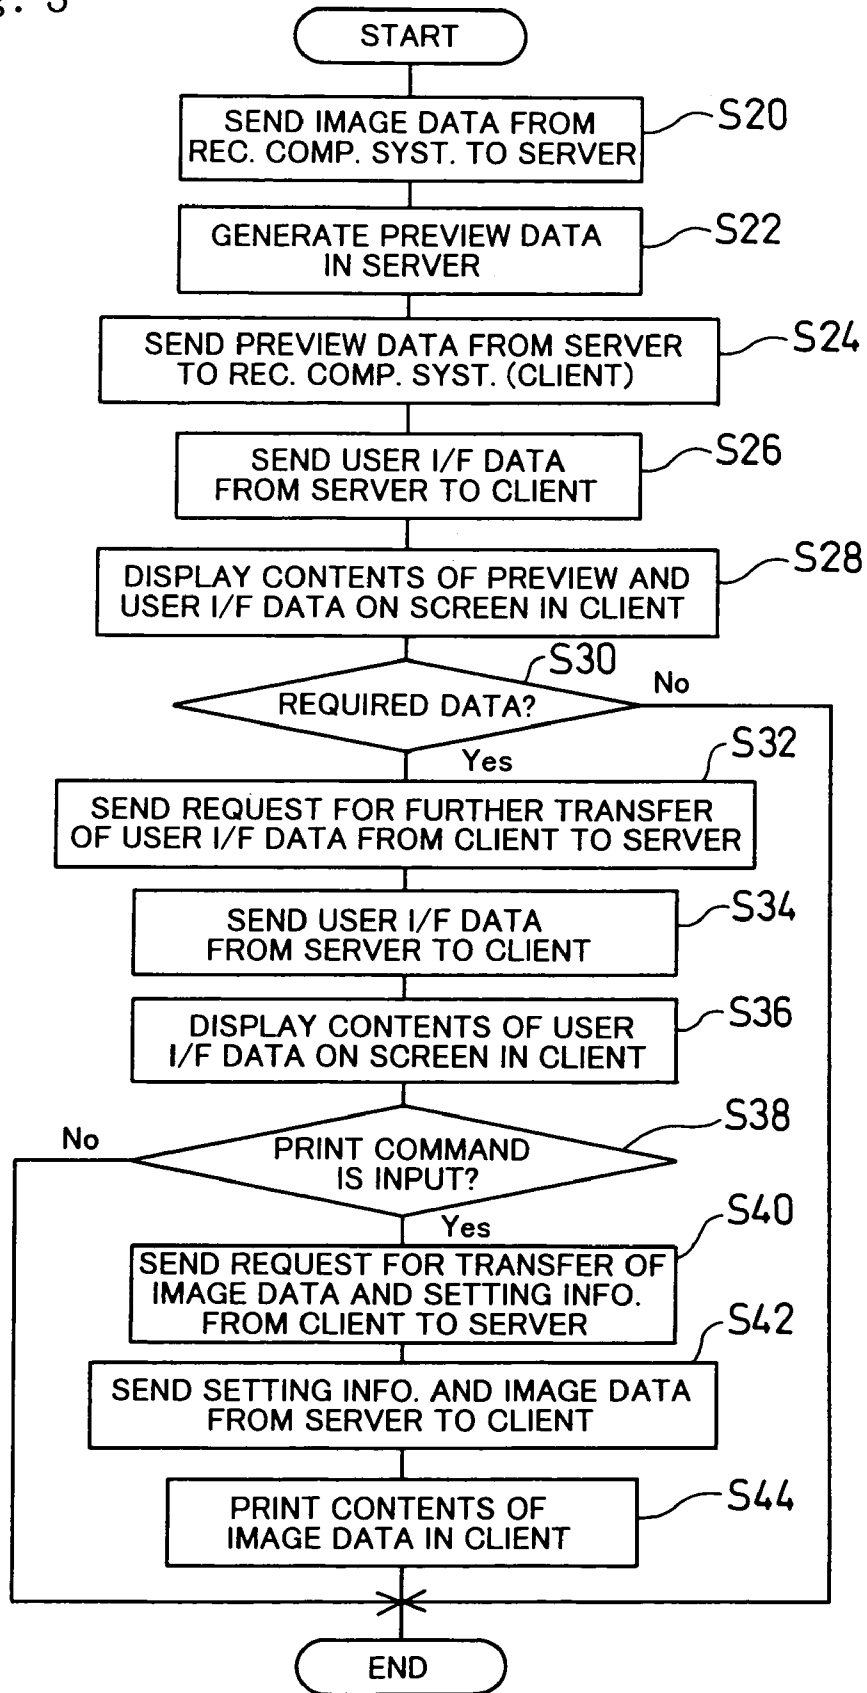 g. 3
START
SEND IMAGE DATA FROM
REC. COMP. SYST. TO SERVER
S20
GENERATE PREVIEW DATA
IN SERVER
S22
SEND PREVIEW DATA FROM SERVER
TO REC. COMP. SYST. (CLIENT)
S24
SEND USER I/F DATA
FROM SERVER TO CLIENT
S26
DISPLAY CONTENTS OF PREVIEW AND
USER I/F DATA ON SCREEN IN CLIENT
S28
REQUIRED DATA?
S30
No
Yes
SEND REQUEST FOR FURTHER TRANSFER
OF USER I/F DATA FROM CLIENT TO SERVER
S32
SEND USER I/F DATA
FROM SERVER TO CLIENT
S34
DISPLAY CONTENTS OF USER
I/F DATA ON SCREEN IN CLIENT
S36
PRINT COMMAND
IS INPUT?
S38
No
Yes
SEND REQUEST FOR TRANSFER OF
IMAGE DATA AND SETTING INFO.
FROM CLIENT TO SERVER
S40
SEND SETTING INFO. AND IMAGE DATA
FROM SERVER TO CLIENT
S42
PRINT CONTENTS OF
IMAGE DATA IN CLIENT
S44
END